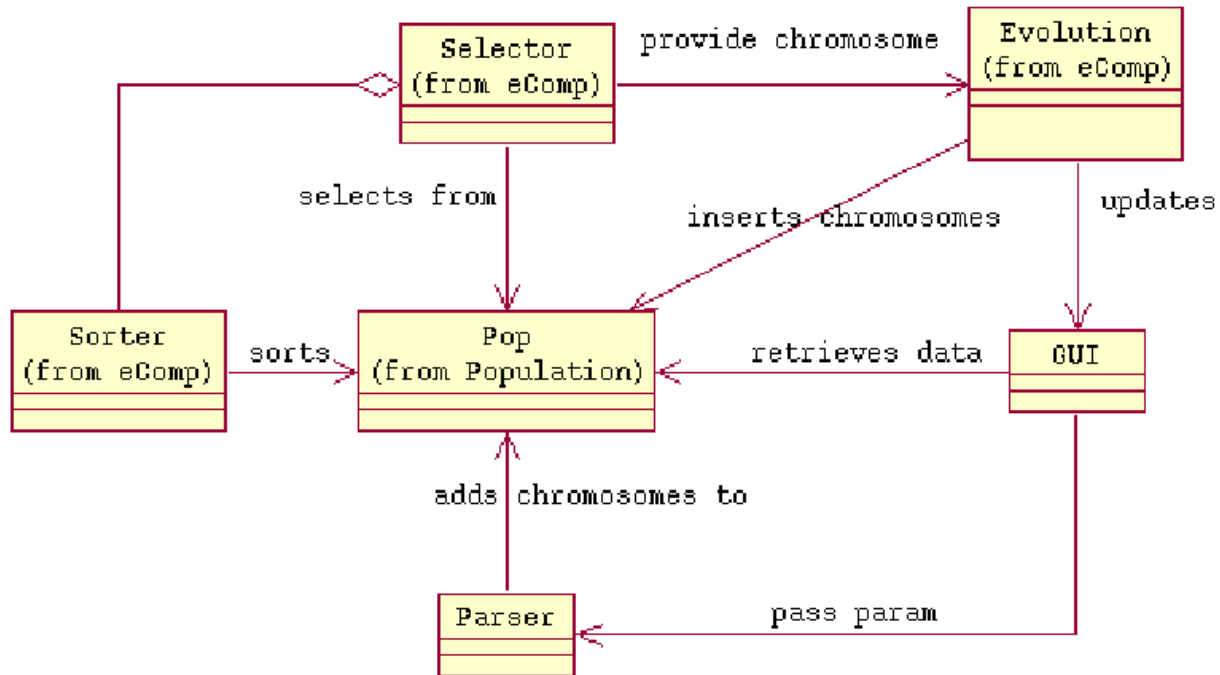 Selector
(from eComp)
provide chromosome
Evolution
(from eComp)
selects from
inserts chromosomes
updates
Sorter
(from eComp)
sorts
Pop
(from Population)
retrieves data
GUI
adds chromosomes to
Parser
pass param